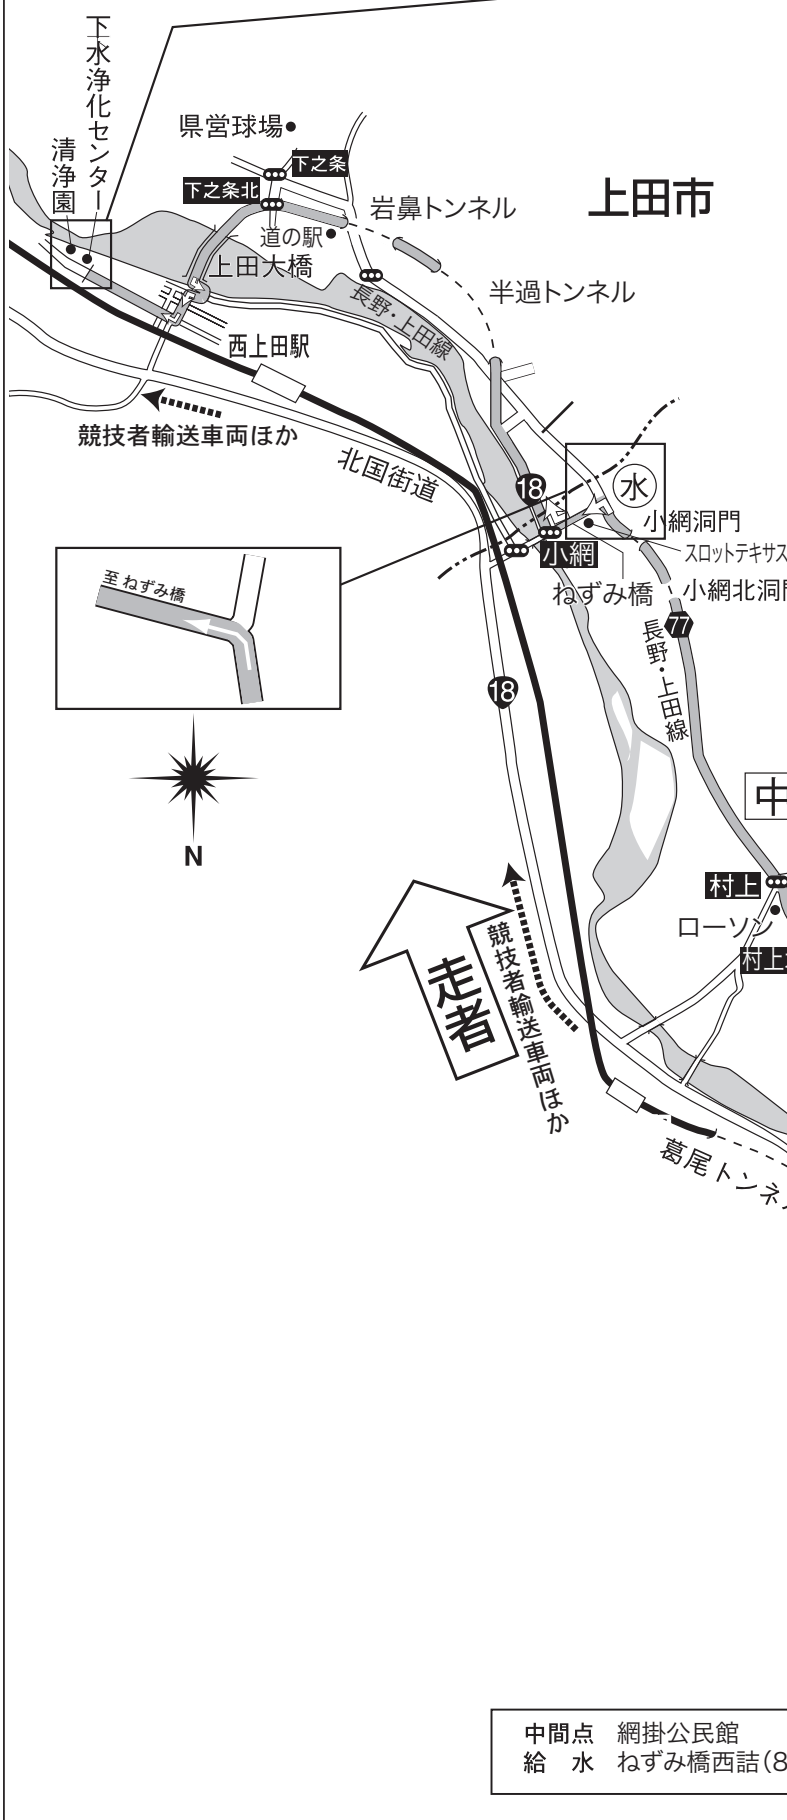 下水浄化センター
清浄園
県営球場
下之条
下之条北
上田市
岩鼻トンネル
道の駅
上田大橋
半過トンネル
長野・上田線
西上田駅
競技者輸送車両ほか
北国街道
18
水
小網洞門
スロットテキサス
小網
ねずみ橋
小網北洞門
至 ねずみ橋
77
長野・上田線
18
中
N
村上
ローソン
村上
走者
競技者輸送車両ほか
葛尾トンネ
中間点 網掛公民館
給 水 ねずみ橋西詰(8